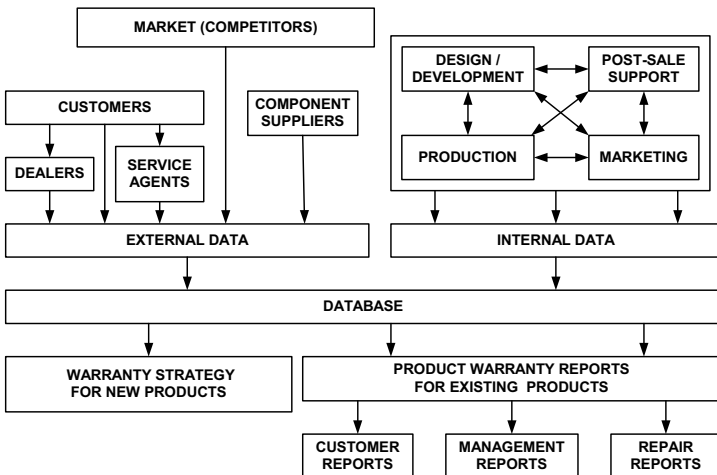 MARKET (COMPETITORS)
DESIGN /
DEVELOPMENT
POST-SALE
SUPPORT
CUSTOMERS
COMPONENT
SUPPLIERS
DEALERS
SERVICE
AGENTS
PRODUCTION
MARKETING
EXTERNAL DATA
INTERNAL DATA
DATABASE
WARRANTY STRATEGY
FOR NEW PRODUCTS
PRODUCT WARRANTY REPORTS
FOR EXISTING PRODUCTS
CUSTOMER
REPORTS
MANAGEMENT
REPORTS
REPAIR
REPORTS